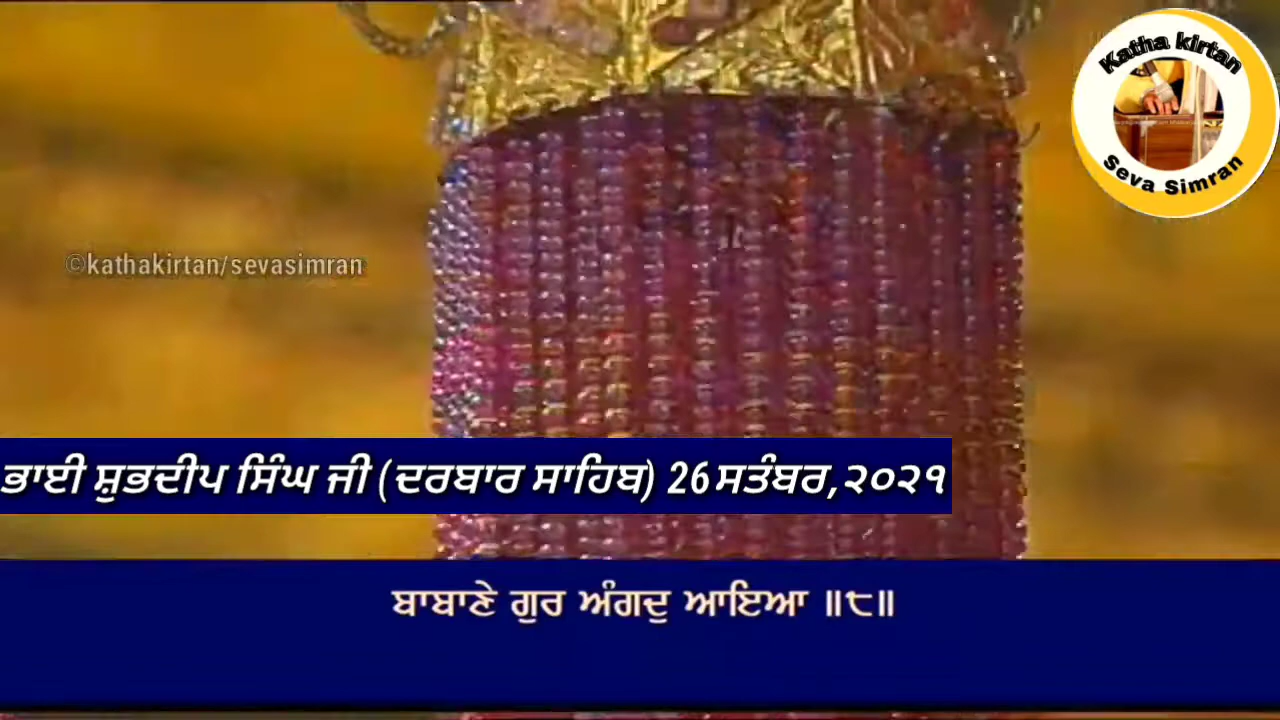 Katha kirtan
Seva Simran
©kathakirtan/sevasimran
ਭਾਈ ਸ਼ੁਭਦੀਪ ਸਿੰਘ ਜੀ (ਦਰਬਾਰ ਸਾਹਿਬ) 26 ਸਤੰਬਰ,੨੦੨੧
ਬਾਬਾਣੇ ਗੁਰ ਅੰਗਦੁ ਆਇਆ ॥੮॥